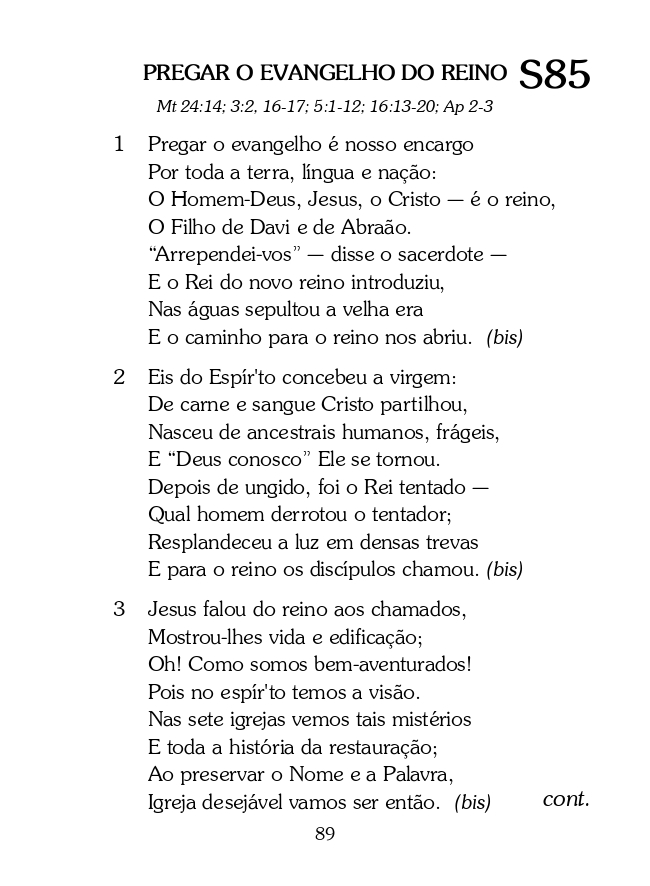 PREGAR O EVANGELHO DO REINO S85
Mt 24:14; 3:2, 16-17; 5:1-12; 16:13-20; Ap 2-3
1 Pregar o evangelho é nosso encargo
Por toda a terra, língua e nação:
O Homem-Deus, Jesus, o Cristo — é o reino,
O Filho de Davi e de Abraão.
“Arrependei-vos” — disse o sacerdote —
E o Rei do novo reino introduziu,
Nas águas sepultou a velha era
E o caminho para o reino nos abriu. (bis)
2 Eis do Espír'to concebeu a virgem:
De carne e sangue Cristo partilhou,
Nasceu de ancestrais humanos, frágeis,
E “Deus conosco” Ele se tornou.
Depois de ungido, foi o Rei tentado —
Qual homem derrotou o tentador;
Resplandeceu a luz em densas trevas
E para o reino os discípulos chamou. (bis)
3 Jesus falou do reino aos chamados,
Mostrou-lhes vida e edificação;
Oh! Como somos bem-aventurados!
Pois no espír'to temos a visão.
Nas sete igrejas vemos tais mistérios
E toda a história da restauração;
Ao preservar o Nome e a Palavra,
Igreja desejável vamos ser então. (bis) cont.
89